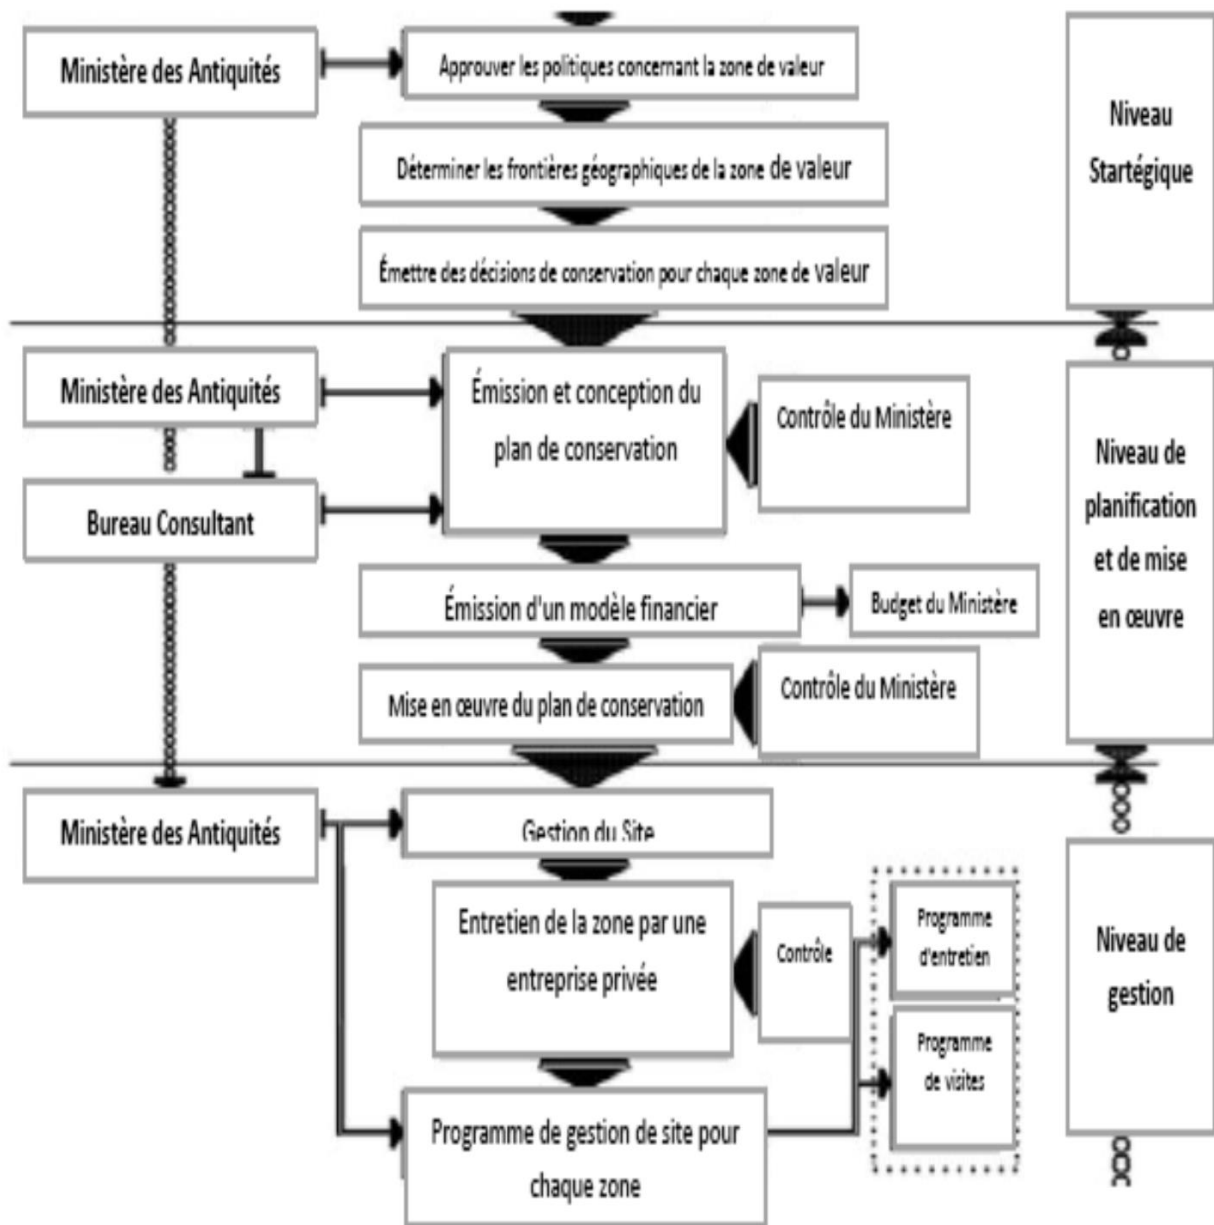 Ministère des Antiquités
Approuver les politiques concernant la zone de valeur
Niveau
Startégique
Déterminer les frontières géographiques de la zone de valeur
Émettre des décisions de conservation pour chaque zone de valeur
Ministère des Antiquités
Émission et conception du
plan de conservation
Contrôle du Ministère
Niveau de
planification
et de mise
en œuvre
Bureau Consultant
Émission d'un modèle financier
Budget du Ministère
Mise en œuvre du plan de conservation
Contrôle du Ministère
Ministère des Antiquités
Gestion du Site
Entretien de la zone par une
entreprise privée
Contrôle
Programme
d'entretien
Niveau de
gestion
Programme
de visites
Programme de gestion de site pour
chaque zone